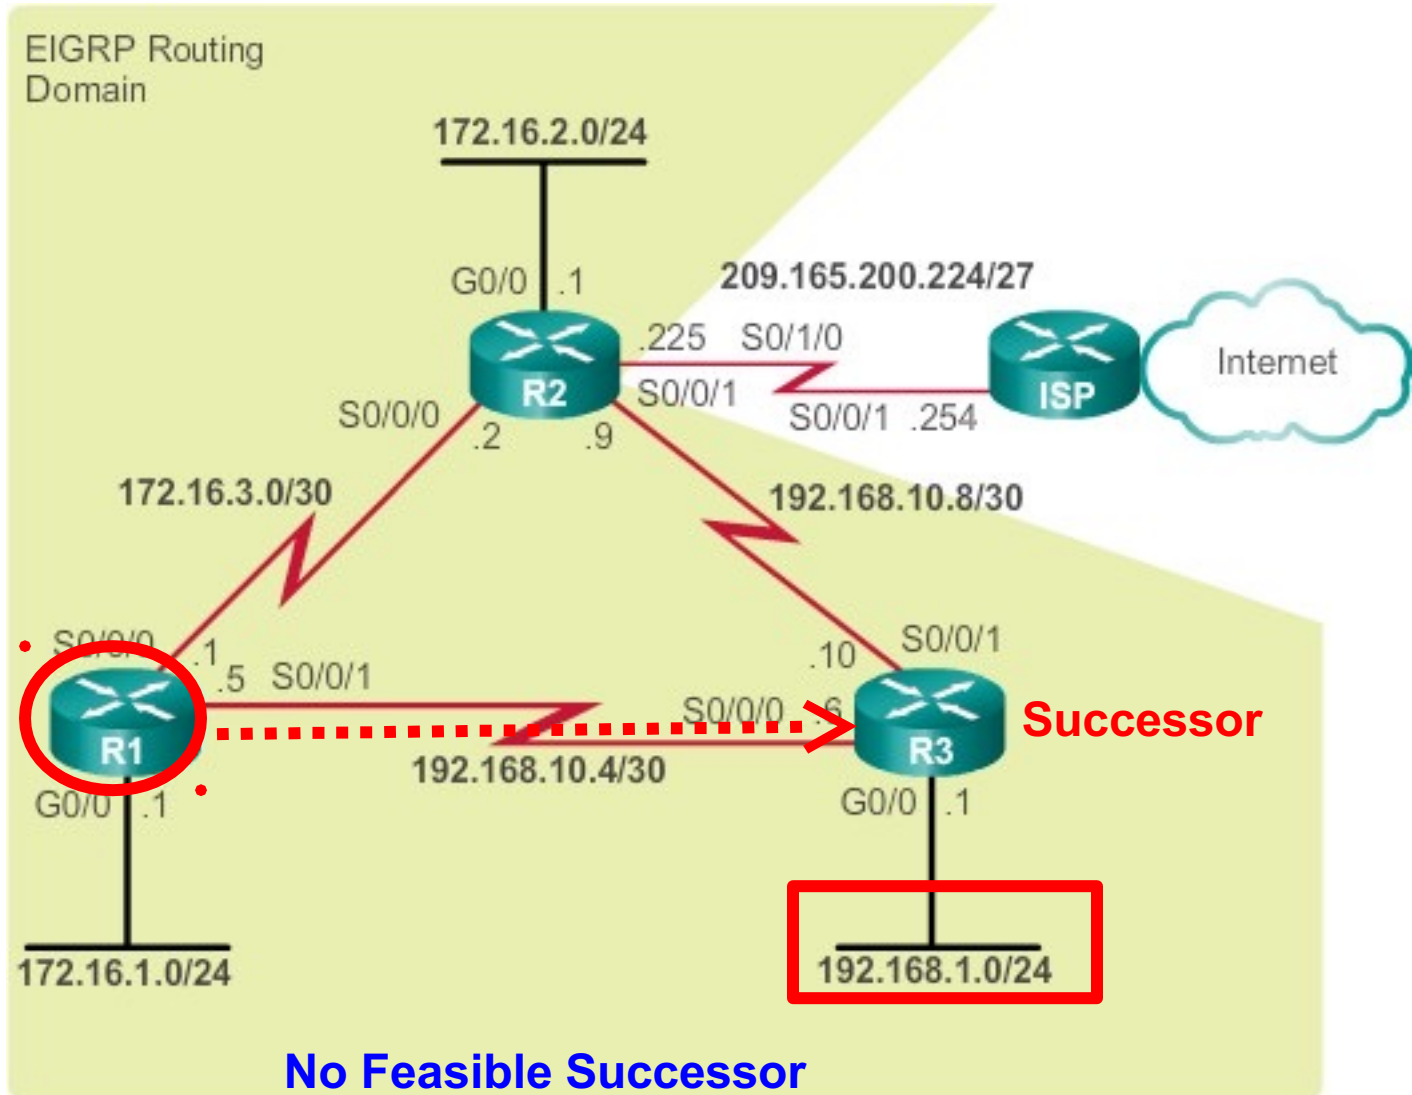 EIGRP Routing
Domain
172.16.2.0/24
G0/0 .1
209.165.200.224/27
.225 S0/1/0
R2
S0/0/1
ISP
Internet
S0/0/0
.2
.9
S0/0/1 .254
172.16.3.0/30
192.168.10.8/30
S0/0/0
.1
.10
S0/0/1
.5 S0/0/1
S0/0/0 .6
Successor
R1
R3
192.168.10.4/30
G0/0 .1
G0/0 .1
172.16.1.0/24
192.168.1.0/24
No Feasible Successor